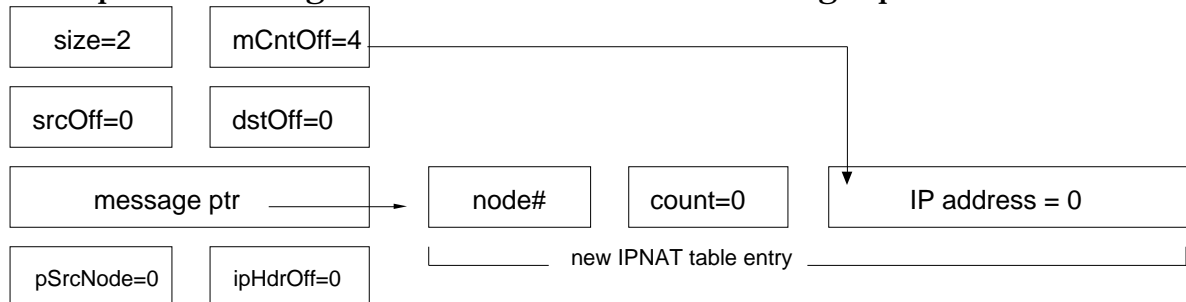 size=2 mCntOff=4
srcOff=0 dstOff=0
message ptr node# count=0 IP address = 0
new IPNAT table entry
pSrcNode=0 ipHdrOff=0